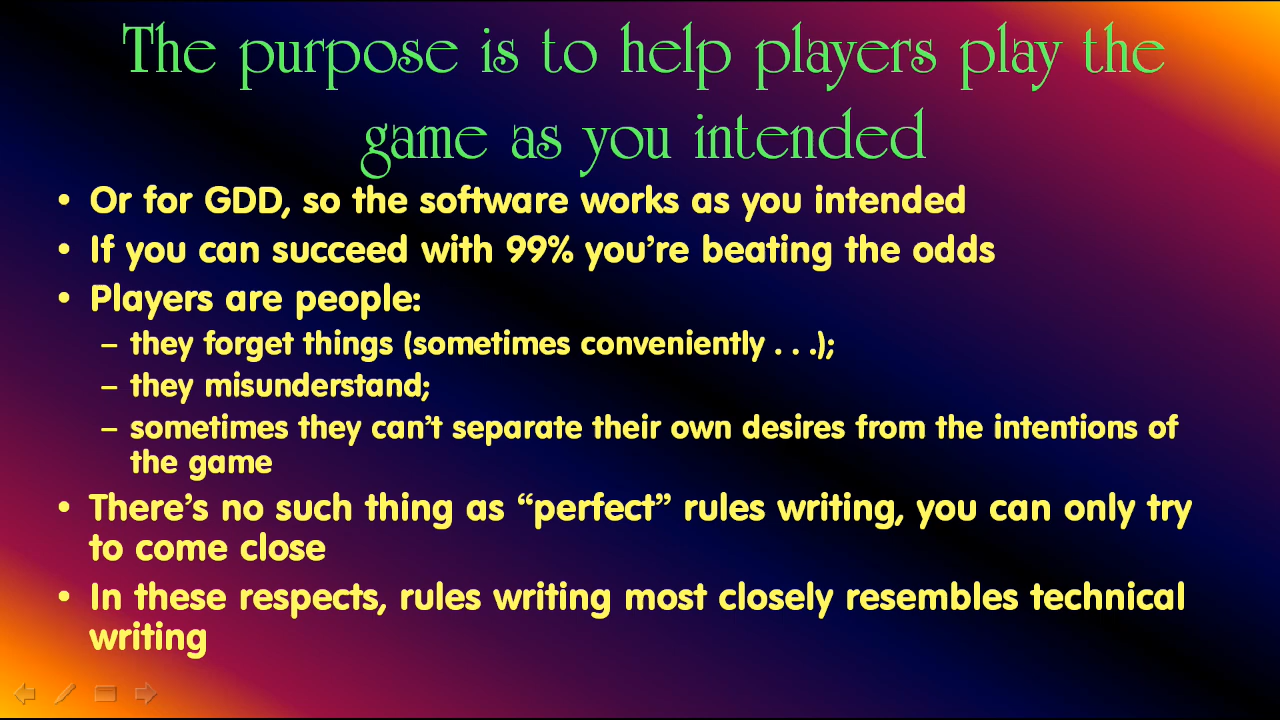 The purpose is to help players play the
game as you intended
• Or for GDD, so the software works as you intended
• If you can succeed with 99% you’re beating the odds
• Players are people:
– they forget things (sometimes conveniently . . .);
– they misunderstand;
– sometimes they can’t separate their own desires from the intentions of
the game
• There’s no such thing as “perfect” rules writing, you can only try
to come close
• In these respects, rules writing most closely resembles technical
writing